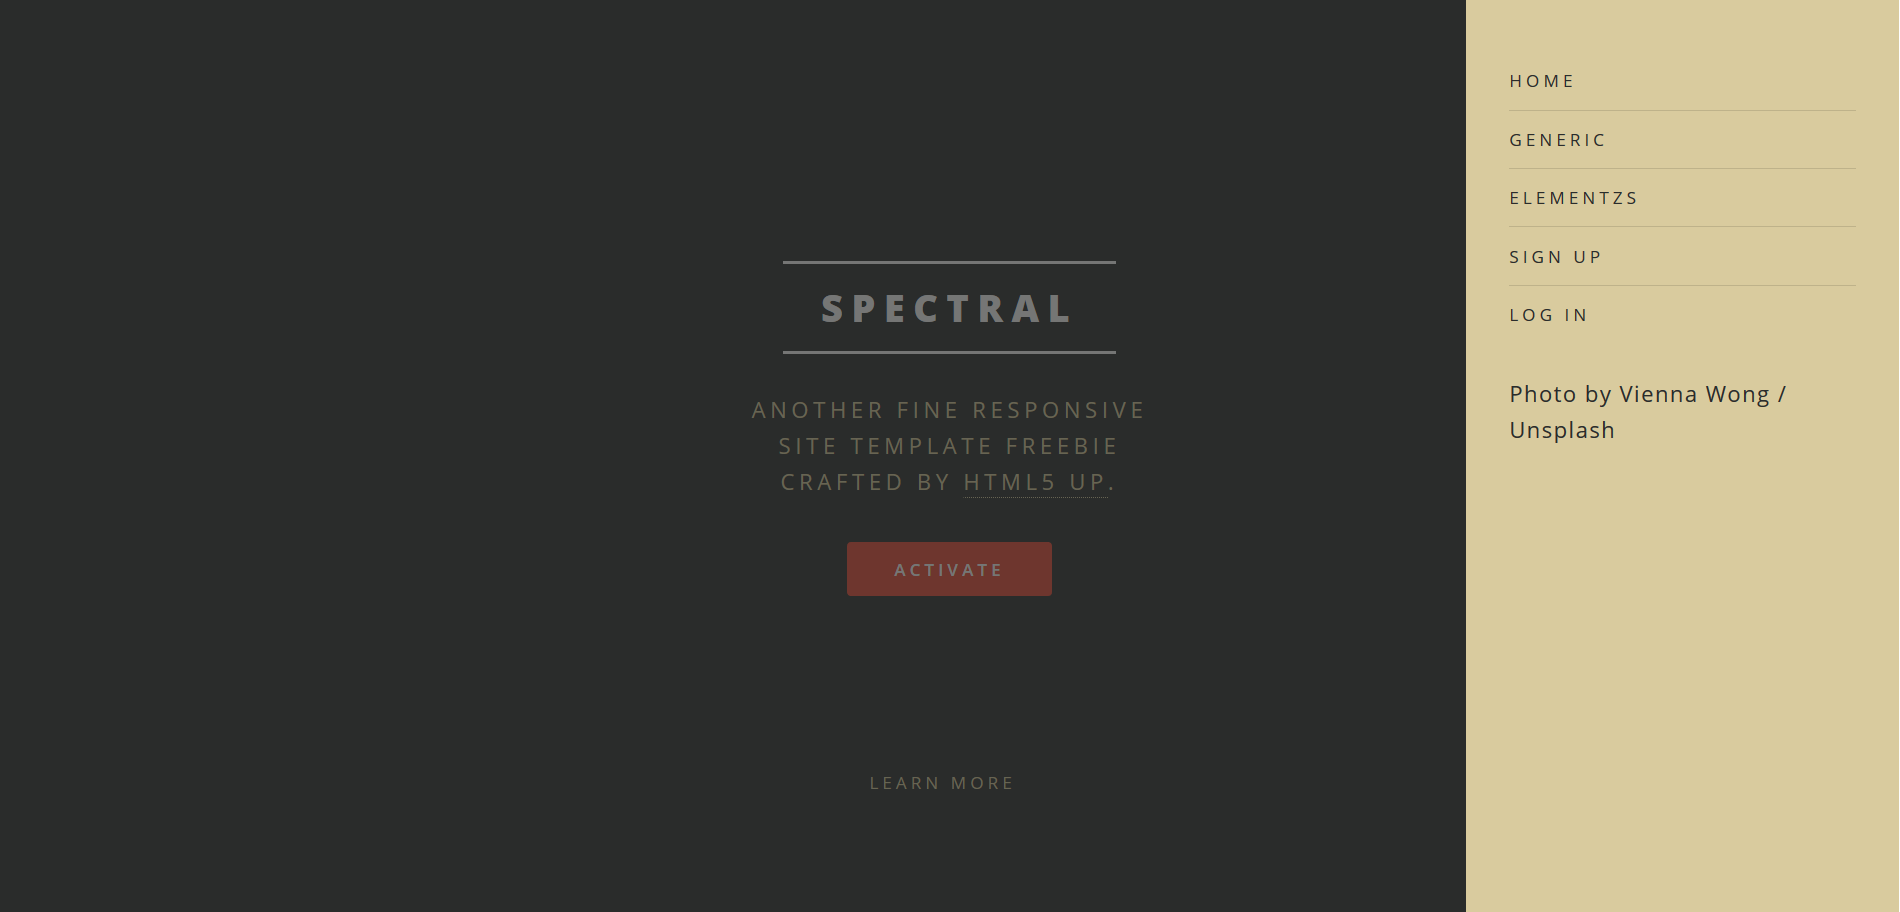 SPECTRAL
ANOTHER FINE RESPONSIVE
SITE TEMPLATE FREEBIE
CRAFTED BY HTML5 UP.
ACTIVATE
LEARN MORE
HOME
GENERIC
ELEMENTZS
SIGN UP
LOG IN
Photo by Vienna Wong /
Unsplash